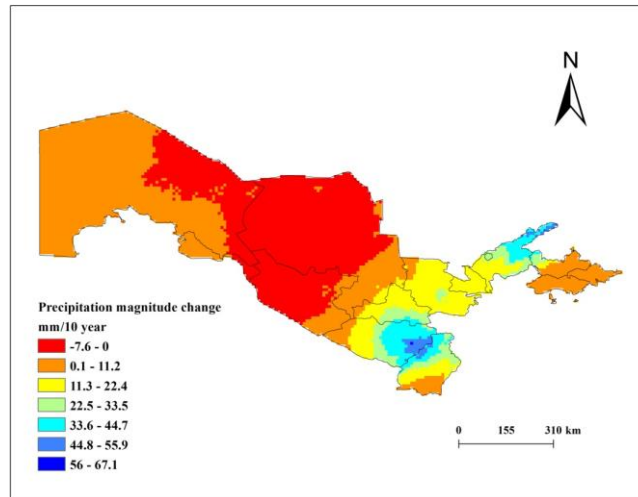 N
Precipitation magnitude change
mm/10 year
-7.6 - 0
0.1 - 11.2
11.3 - 22.4
22.5 - 33.5
33.6 - 44.7
44.8 - 55.9
56 - 67.1
0 155 310 km